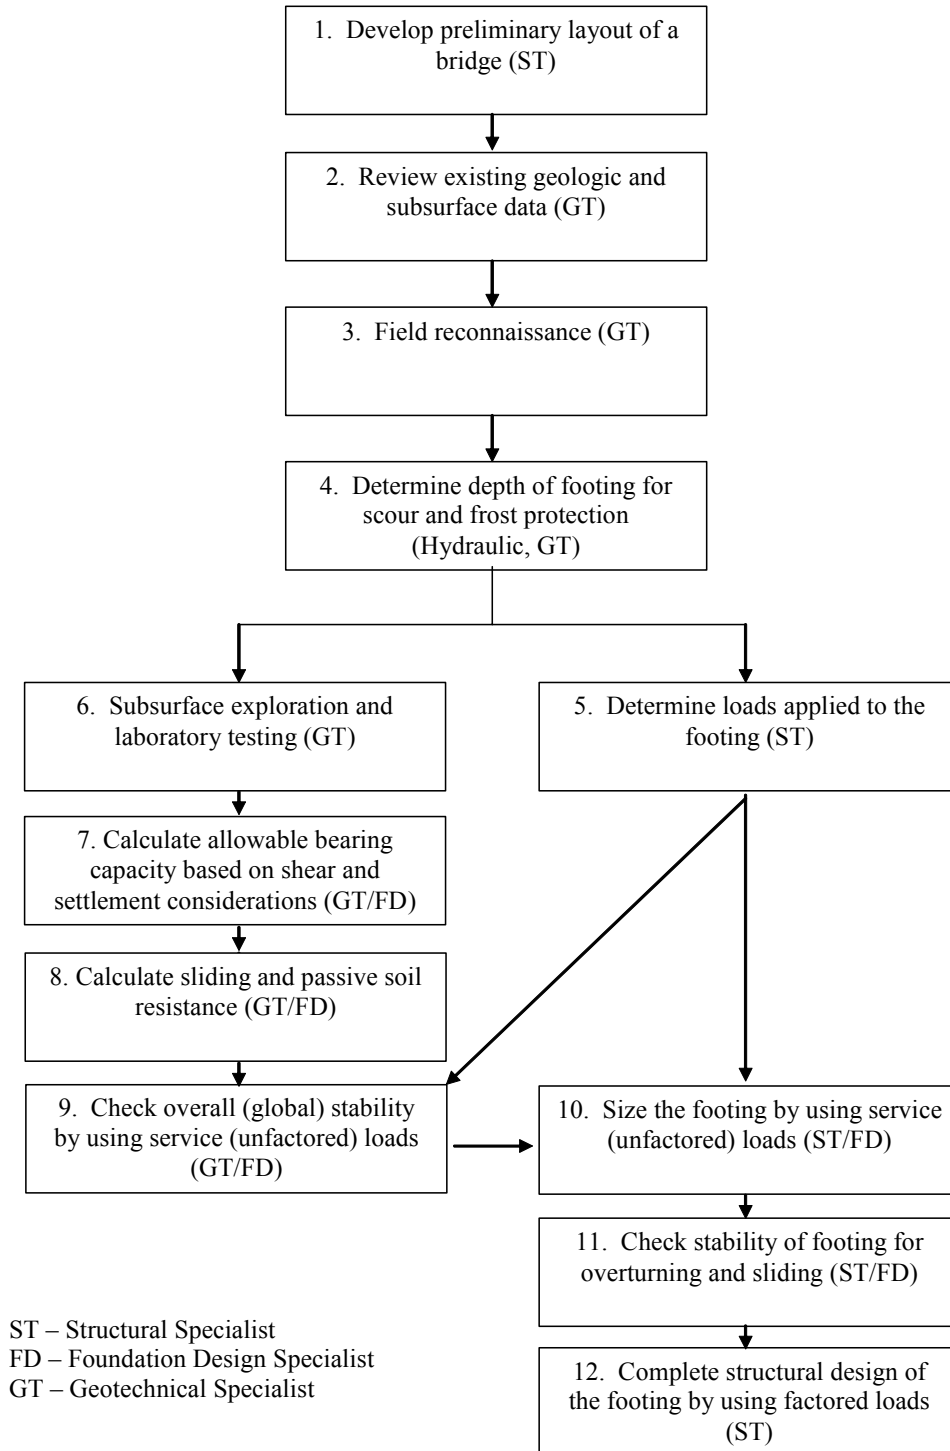 1. Develop preliminary layout of a
bridge (ST)
2. Review existing geologic and
subsurface data (GT)
3. Field reconnaissance (GT)
4. Determine depth of footing for
scour and frost protection
(Hydraulic, GT)
6. Subsurface exploration and
laboratory testing (GT)
5. Determine loads applied to the
footing (ST)
7. Calculate allowable bearing
capacity based on shear and
settlement considerations (GT/FD)
8. Calculate sliding and passive soil
resistance (GT/FD)
9. Check overall (global) stability
by using service (unfactored) loads
(GT/FD)
10. Size the footing by using service
(unfactored) loads (ST/FD)
11. Check stability of footing for
overturning and sliding (ST/FD)
12. Complete structural design of
the footing by using factored loads
(ST)
ST – Structural Specialist
FD – Foundation Design Specialist
GT – Geotechnical Specialist